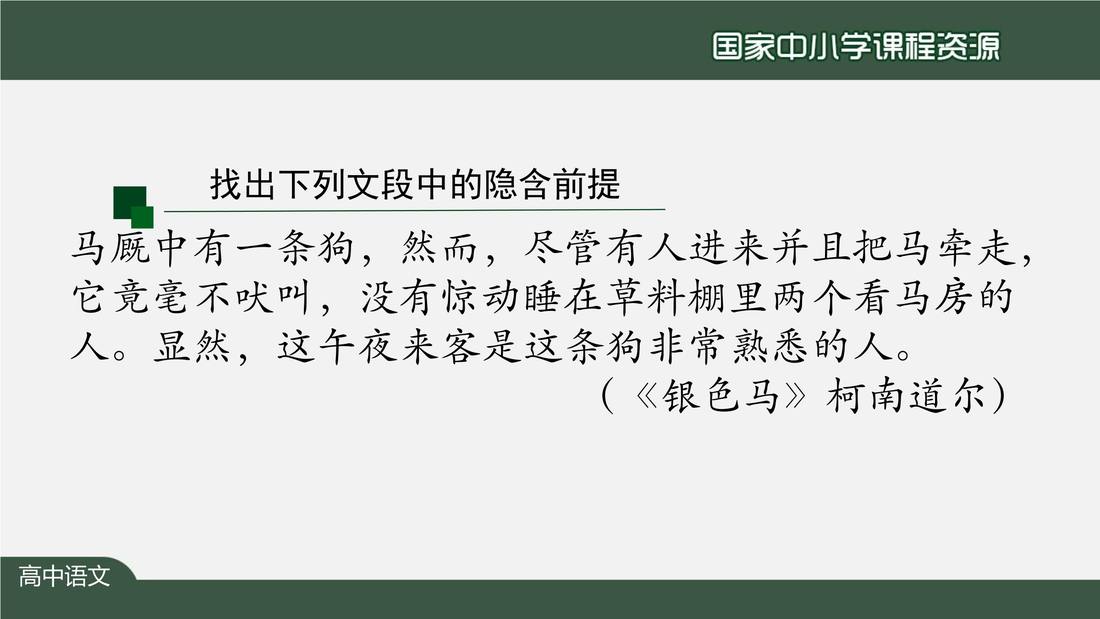 国家中小学课程资源
找出下列文段中的隐含前提
马厩中有一条狗，然而，尽管有人进来并且把马牵走，
它竟毫不吠叫，没有惊动睡在草料棚里两个看马房的
人。显然，这午夜来客是这条狗非常熟悉的人。
（《银色马》柯南道尔）
高中语文